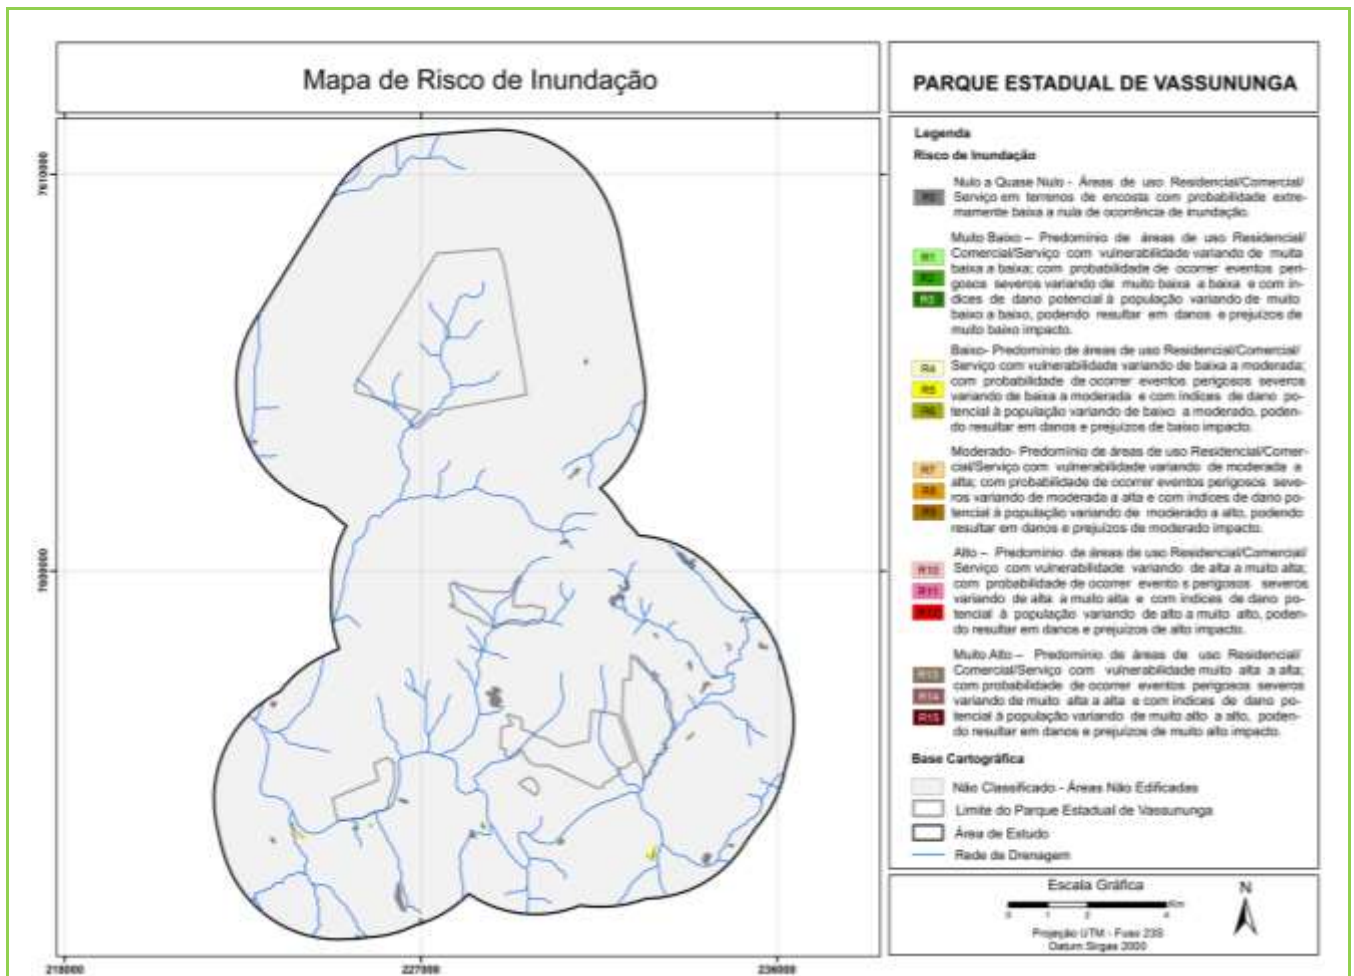 Mapa de Risco de Inundação
PARQUE ESTADUAL DE VASSUNUNGA
7610000
7600000
218000
227000
236000
Legenda
Risco de Inundação
R0
Nulo a Quase Nulo - Áreas de uso Residencial/Comercial/
Serviço em terrenos de encosta com probabilidade extre-
mamente baixa a nula de ocorrência de inundação.
R1
R2
R3
Muito Baixo – Predomínio de áreas de uso Residencial/
Comercial/Serviço com vulnerabilidade variando de muita
baixa a baixa; com probabilidade de ocorrer eventos peri-
gosos severos variando de muito baixa a baixa e com ín-
dices de dano potencial à população variando de muito
baixo a baixo, podendo resultar em danos e prejuízos de
muito baixo impacto.
R4
R5
R6
Baixo- Predomínio de áreas de uso Residencial/Comercial/
Serviço com vulnerabilidade variando de baixa a moderada;
com probabilidade de ocorrer eventos perigosos severos
variando de baixa a moderada e com índices de dano po-
tencial à população variando de baixo a moderado, poden-
do resultar em danos e prejuízos de baixo impacto.
R7
R8
R9
Moderado- Predomínio de áreas de uso Residencial/Comer-
cial/Serviço com vulnerabilidade variando de moderada a
alta; com probabilidade de ocorrer eventos perigosos seve-
ros variando de moderada a alta e com índices de dano po-
tencial à população variando de moderado a alto, podendo
resultar em danos e prejuízos de moderado impacto.
R10
R11
R12
Alto – Predomínio de áreas de uso Residencial/Comercial/
Serviço com vulnerabilidade variando de alta a muito alta;
com probabilidade de ocorrer evento s perigosos severos
variando de alta a muito alta e com índices de dano po-
tencial à população variando de alto a muito alto, poden-
do resultar em danos e prejuízos de alto impacto.
R13
R14
R15
Muito Alto – Predomínio de áreas de uso Residencial/
Comercial/Serviço com vulnerabilidade muito alta a alta;
com probabilidade de ocorrer eventos perigosos severos
variando de muito alta a alta e com índices de dano po-
tencial à população variando de muito alto a alto, poden-
do resultar em danos e prejuízos de muito alto impacto.
Base Cartográfica
Não Classificado - Áreas Não Edificadas
Limite do Parque Estadual de Vassununga
Área de Estudo
Rede de Drenagem
Escala Gráfica
N
0 1 2 4 Km
Projeção UTM - Fuso 23S
Datum Sirgas 2000